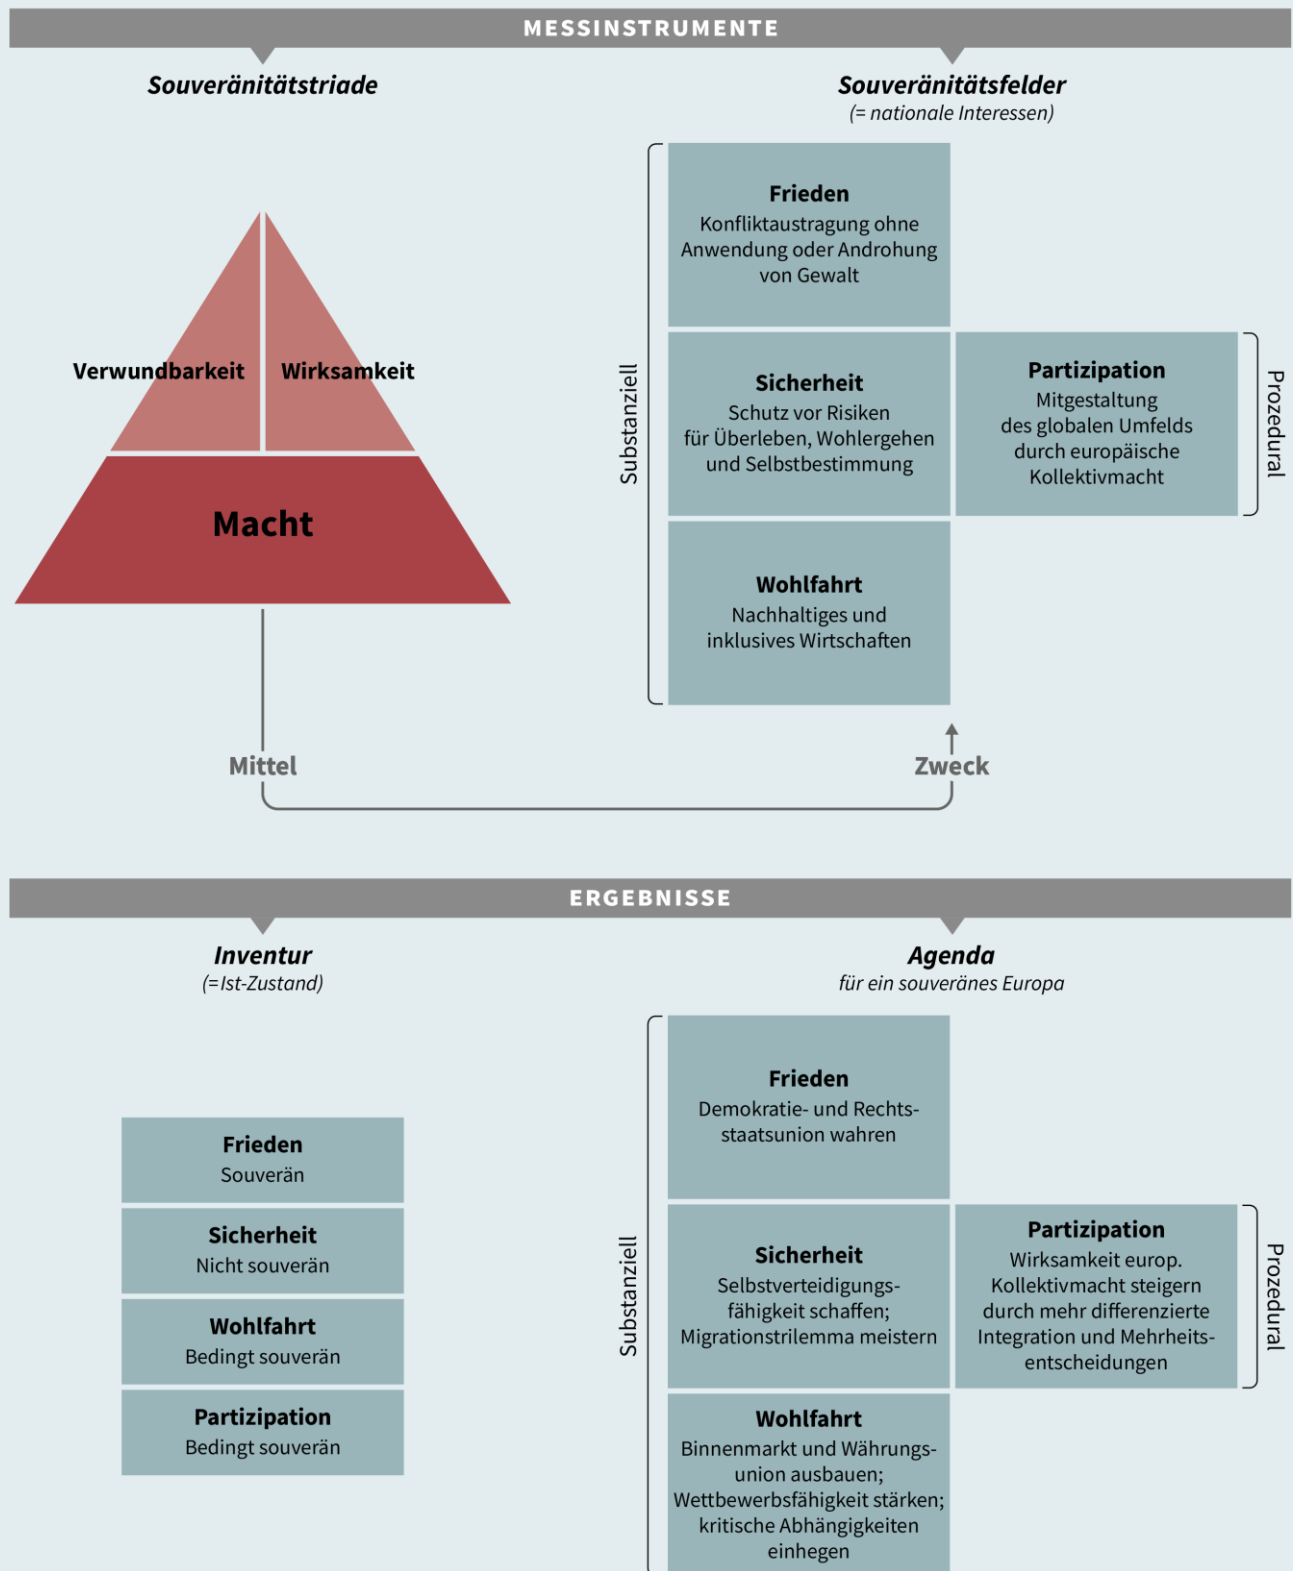 MESSINSTRUMENTE
Souveränitätstriade
Verwundbarkeit
Wirksamkeit
Macht
Souveränitätsfelder
(= nationale Interessen)
Substanziell
Frieden
Konfliktaustragung ohne
Anwendung oder Androhung
von Gewalt
Sicherheit
Schutz vor Risiken
für Überleben, Wohlergehen
und Selbstbestimmung
Wohlfahrt
Nachhaltiges und
inklusives Wirtschaften
Partizipation
Mitgestaltung
des globalen Umfelds
durch europäische
Kollektivmacht
Prozedural
Mittel
Zweck
ERGEBNISSE
Inventur
(= Ist-Zustand)
Frieden
Souverän
Sicherheit
Nicht souverän
Wohlfahrt
Bedingt souverän
Partizipation
Bedingt souverän
Agenda
für ein souveränes Europa
Substanziell
Frieden
Demokratie- und Rechts-
staatsunion wahren
Sicherheit
Selbstverteidigungs-
fähigkeit schaffen;
Migrationstrilemma meistern
Wohlfahrt
Binnenmarkt und Währungs-
union ausbauen;
Wettbewerbsfähigkeit stärken;
kritische Abhängigkeiten
einhegen
Partizipation
Wirksamkeit europ.
Kollektivmacht steigern
durch mehr differenzierte
Integration und Mehrheits-
entscheidungen
Prozedural